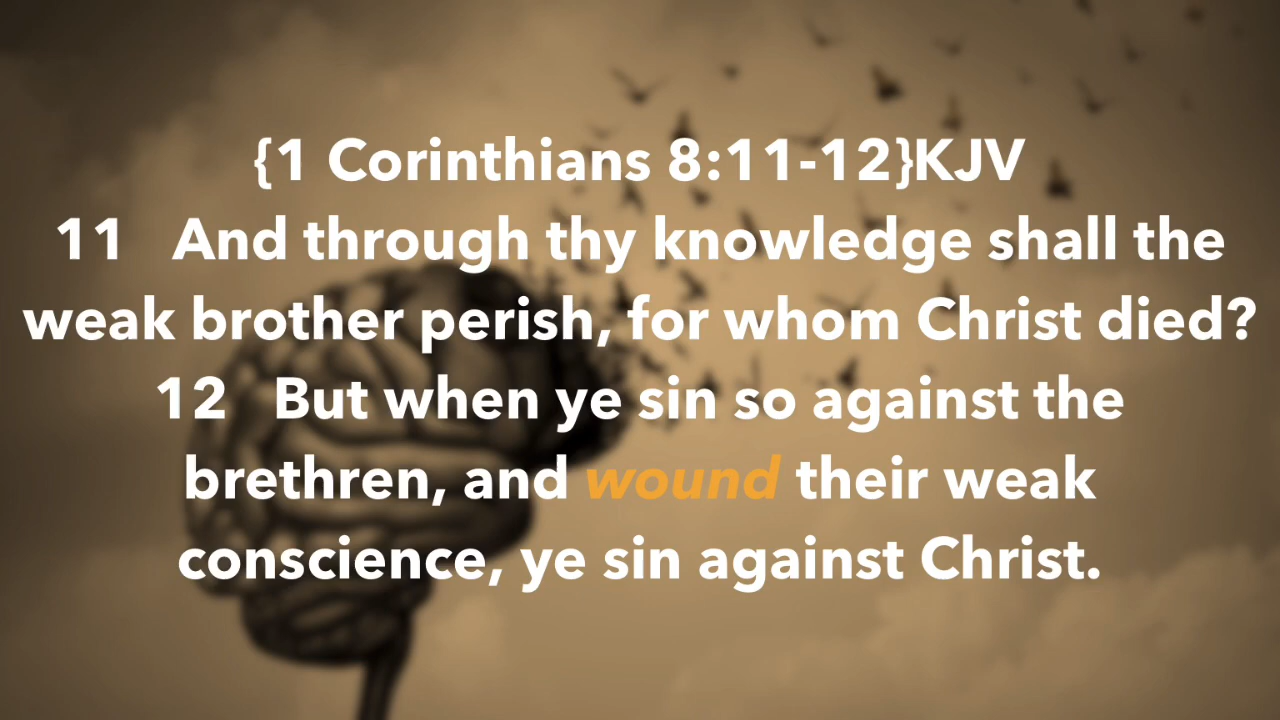 {1 Corinthians 8:11-12}KJV
11 And through thy knowledge shall the
weak brother perish, for whom Christ died?
12 But when ye sin so against the
brethren, and wound their weak
conscience, ye sin against Christ.